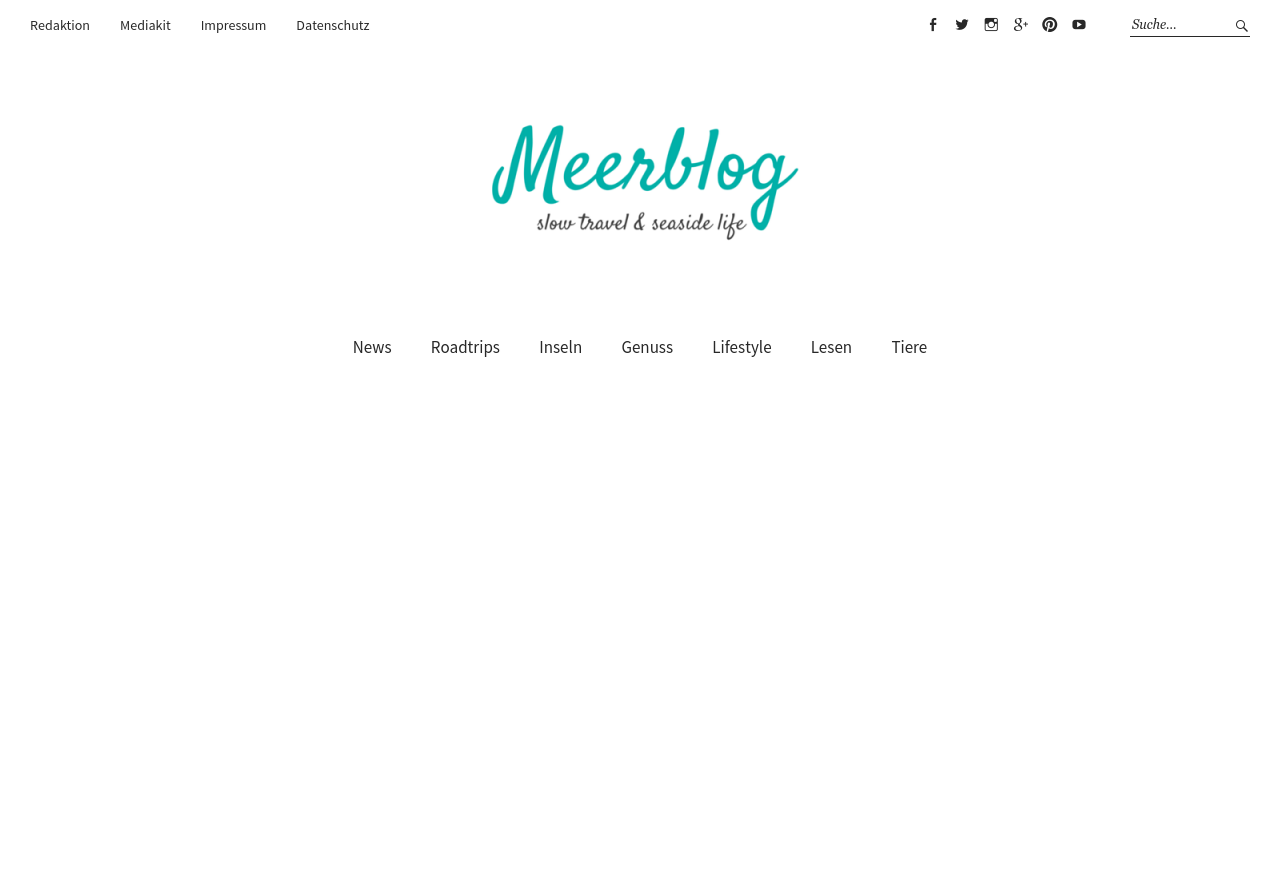 Redaktion Mediakit Impressum Datenschutz Suche...
Meerblog
slow travel & seaside life
News Roadtrips Inseln Genuss Lifestyle Lesen Tiere